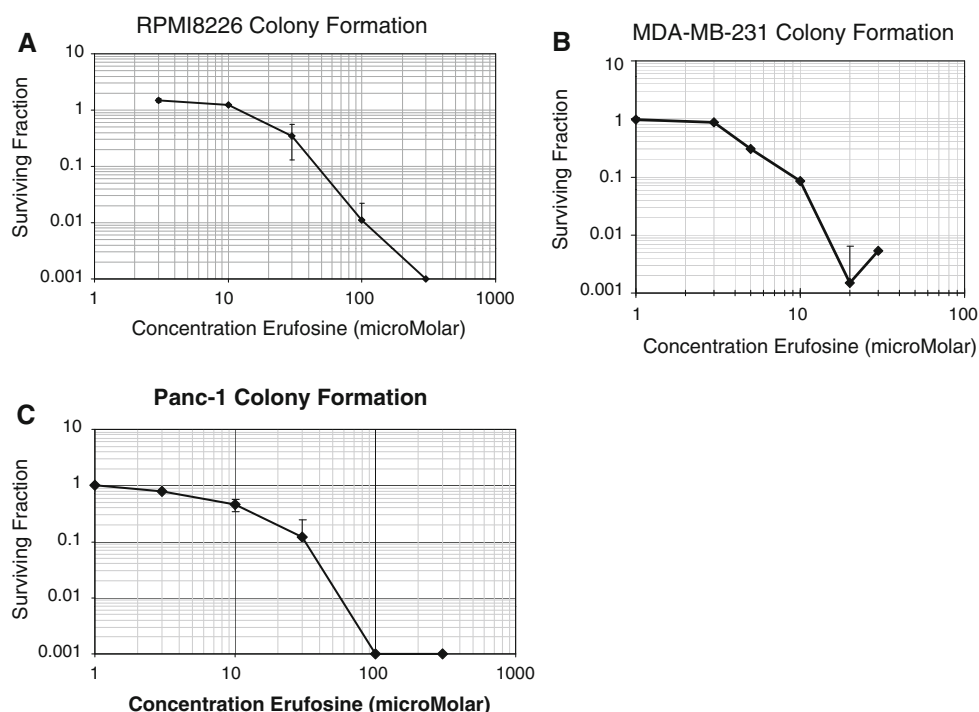 A
RPMI8226 Colony Formation
10
1
0.1
0.01
0.001
Surviving Fraction
1
10
100
1000
Concentration Erufosine (microMolar)
B
MDA-MB-231 Colony Formation
10
1
0.1
0.01
0.001
Surviving Fraction
1
10
100
Concentration Erufosine (microMolar)
C
Panc-1 Colony Formation
10
1
0.1
0.01
0.001
Surviving Fraction
1
10
100
1000
Concentration Erufosine (microMolar)